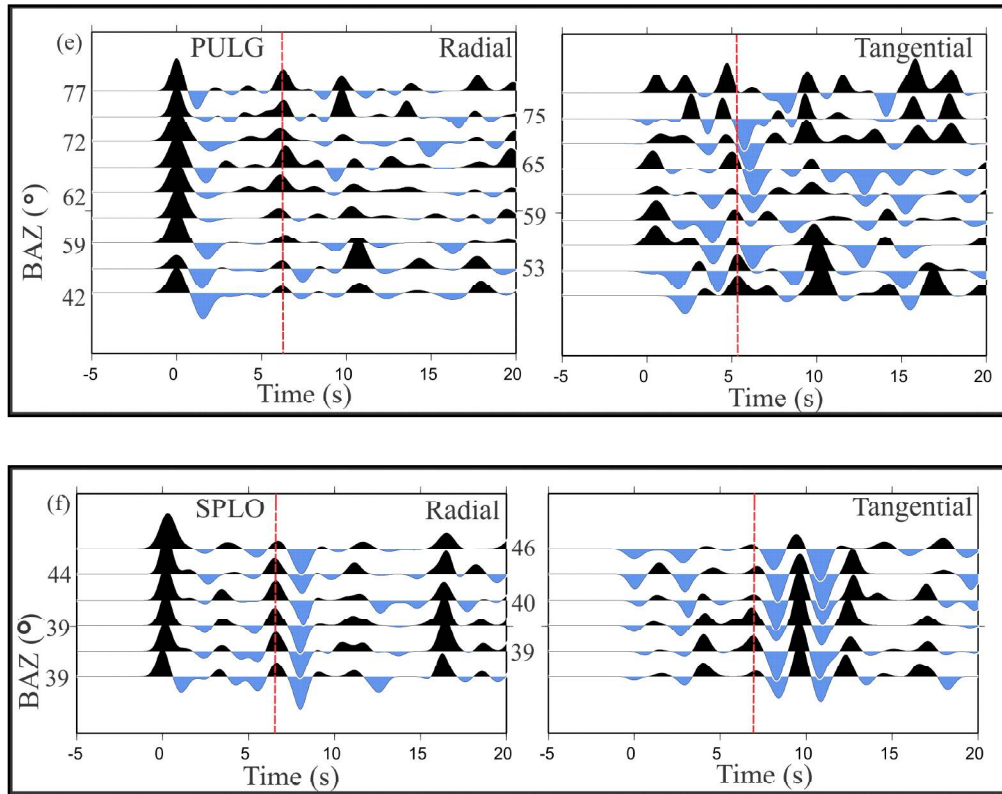 (e) PULG Radial Tangential
77 75
72
65
62
59
59
53
42
BAZ (°)
-5 0 5 10 15 20 -5 0 5 10 15 20
Time (s) Time (s)
(f) SPLO Radial Tangential
46
44
40
39
39
39
BAZ (°)
-5 0 5 10 15 20 -5 0 5 10 15 20
Time (s) Time (s)